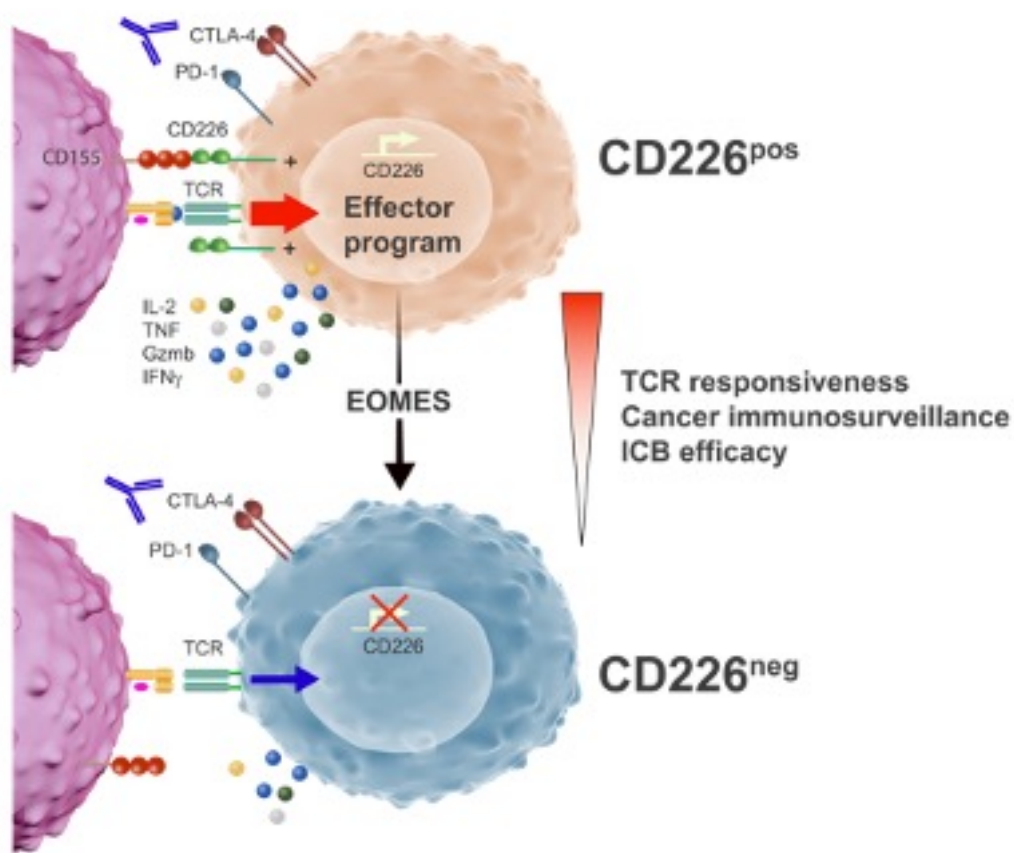 CTLA-4
PD-1
CD226
CD155
TCR
+
+
CD226
Effector
program
CD226pos
IL-2
TNF
Gzmb
IFNγ
EOMES
TCR responsiveness
Cancer immunosurveillance
ICB efficacy
CTLA-4
PD-1
TCR
CD226
CD226neg